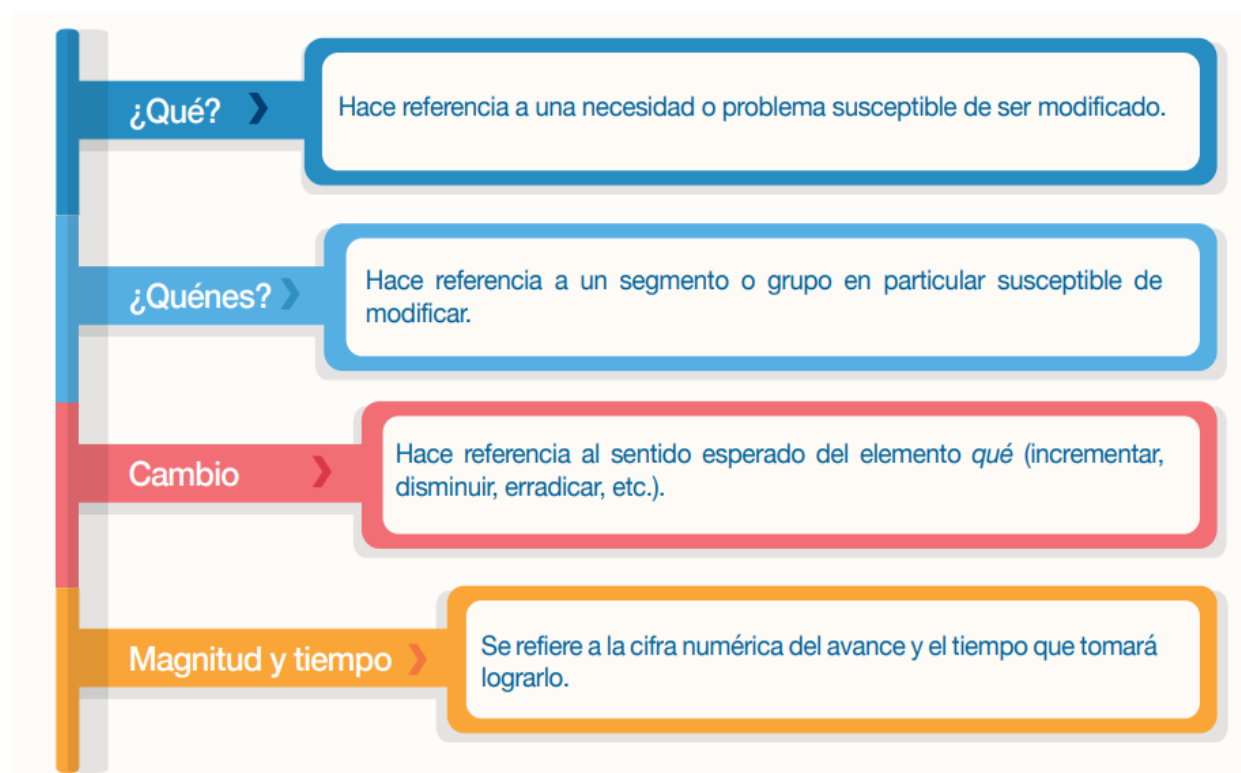 ¿Qué?
Hace referencia a una necesidad o problema susceptible de ser modificado.
¿Quénes?
Hace referencia a un segmento o grupo en particular susceptible de
modificar.
Cambio
Hace referencia al sentido esperado del elemento qué (incrementar,
disminuir, erradicar, etc.).
Magnitud y tiempo
Se refiere a la cifra numérica del avance y el tiempo que tomará
lograrlo.